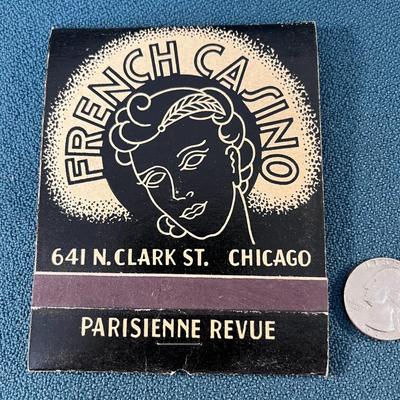 FRENCH CASINO
641 N. CLARK ST. CHICAGO
PARISIENNE REVUE